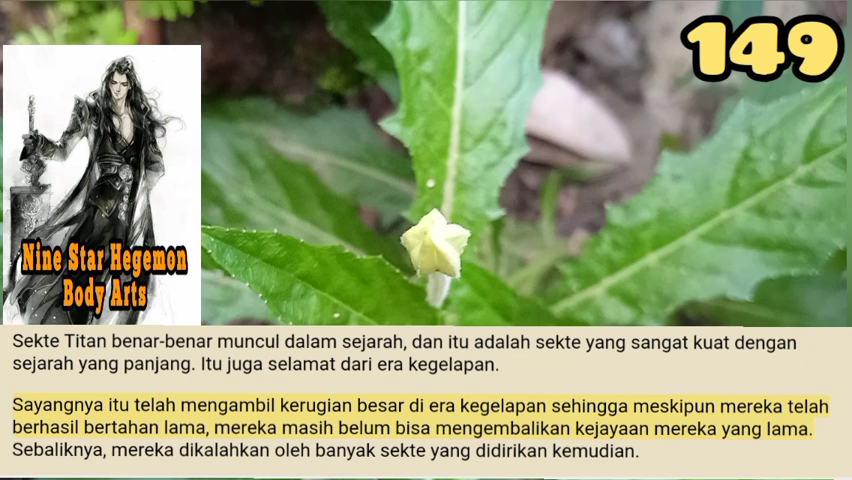 149
Nine Star Hegemon
Body Arts
Sekte Titan benar-benar muncul dalam sejarah, dan itu adalah sekte yang sangat kuat dengan
sejarah yang panjang. Itu juga selamat dari era kegelapan.
Sayangnya itu telah mengambil kerugian besar di era kegelapan sehingga meskipun mereka telah
berhasil bertahan lama, mereka masih belum bisa mengembalikan kejayaan mereka yang lama.
Sebaliknya, mereka dikalahkan oleh banyak sekte yang didirikan kemudian.